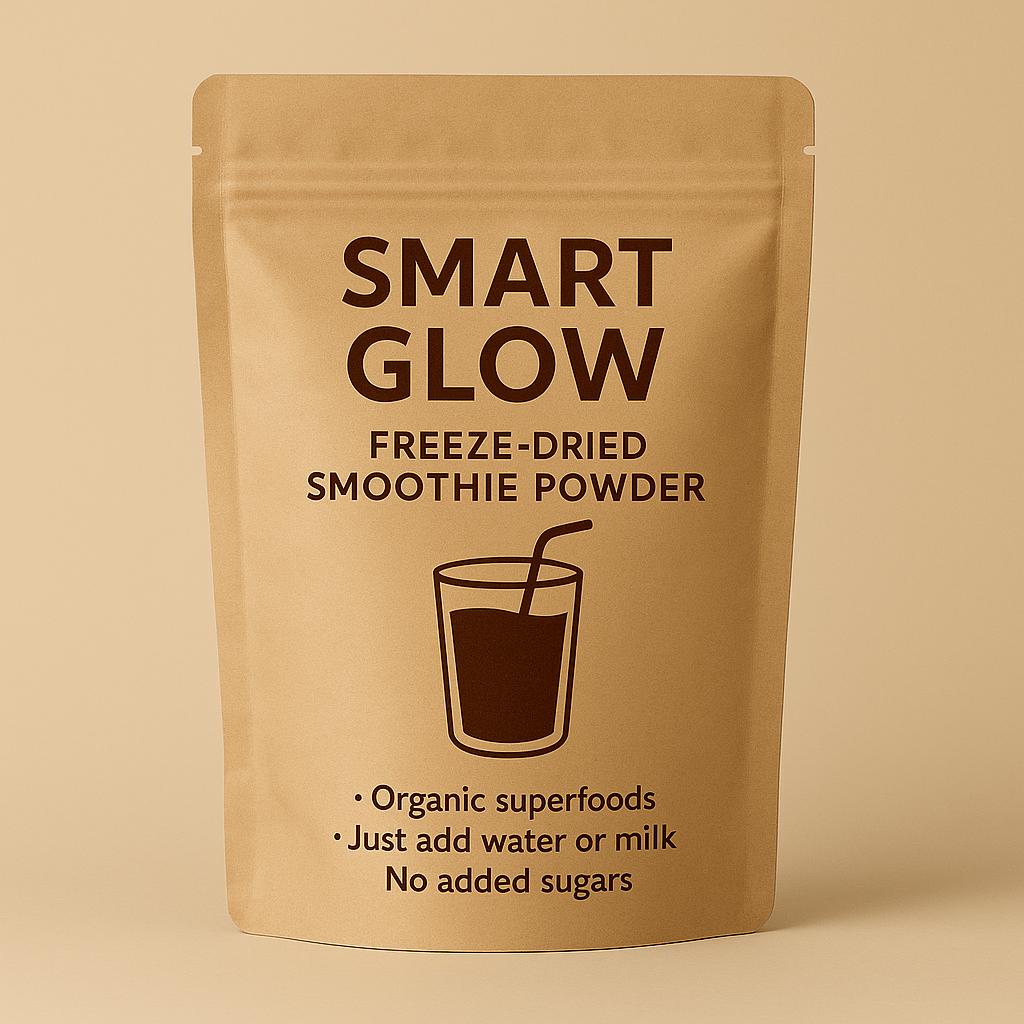 SMART
GLOW
FREEZE-DRIED
SMOOTHIE POWDER
• Organic superfoods
• Just add water or milk
No added sugars